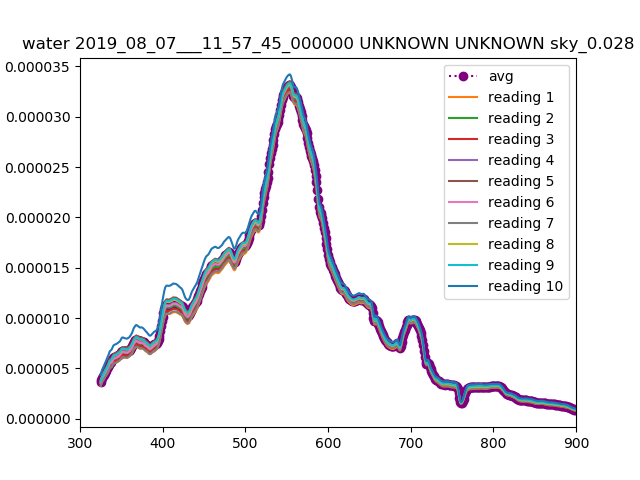 water 2019_08_07___11_57_45_000000 UNKNOWN UNKNOWN sky_0.028
0.000035
0.000030
0.000025
0.000020
0.000015
0.000010
0.000005
0.000000
avg
reading 1
reading 2
reading 3
reading 4
reading 5
reading 6
reading 7
reading 8
reading 9
reading 10
300 400 500 600 700 800 900